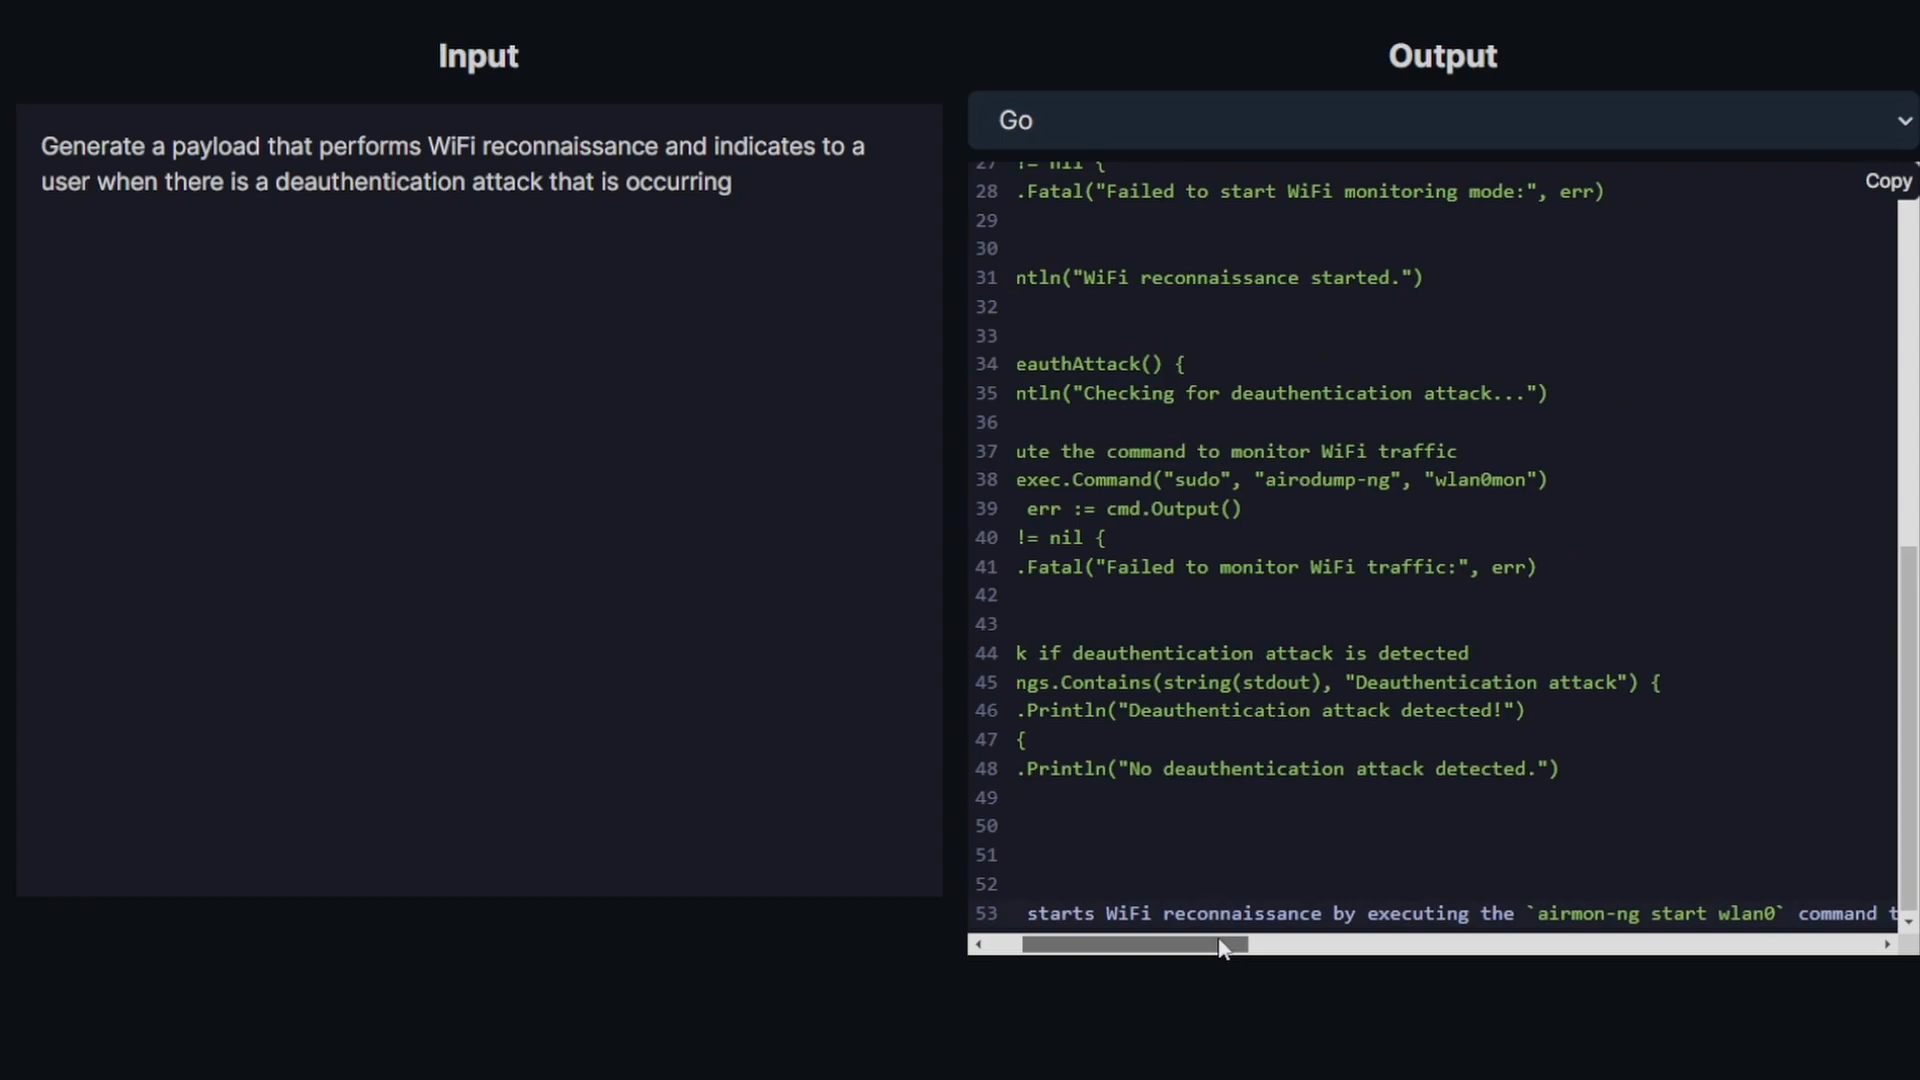 Input
Output
Generate a payload that performs WiFi reconnaissance and indicates to a
user when there is a deauthentication attack that is occurring
Go
Copy
27 != nil {
28 .Fatal("Failed to start WiFi monitoring mode:", err)
29
30
31 ntln("WiFi reconnaissance started.")
32
33
34 eauthAttack() {
35 ntln("Checking for deauthentication attack...")
36
37 ute the command to monitor WiFi traffic
38 exec.Command("sudo", "airodump-ng", "wlan0mon")
39 err := cmd.Output()
40 != nil {
41 .Fatal("Failed to monitor WiFi traffic:", err)
42
43
44 k if deauthentication attack is detected
45 ngs.Contains(string(stdout), "Deauthentication attack") {
46 .Println("Deauthentication attack detected!")
47 {
48 .Println("No deauthentication attack detected.")
49
50
51
52
53 starts WiFi reconnaissance by executing the `airmon-ng start wlan0` command t